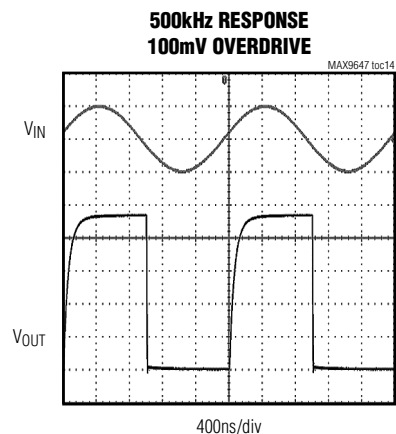 500kHz RESPONSE
100mV OVERDRIVE
MAX9647 toc14
VIN
VOUT
400ns/div